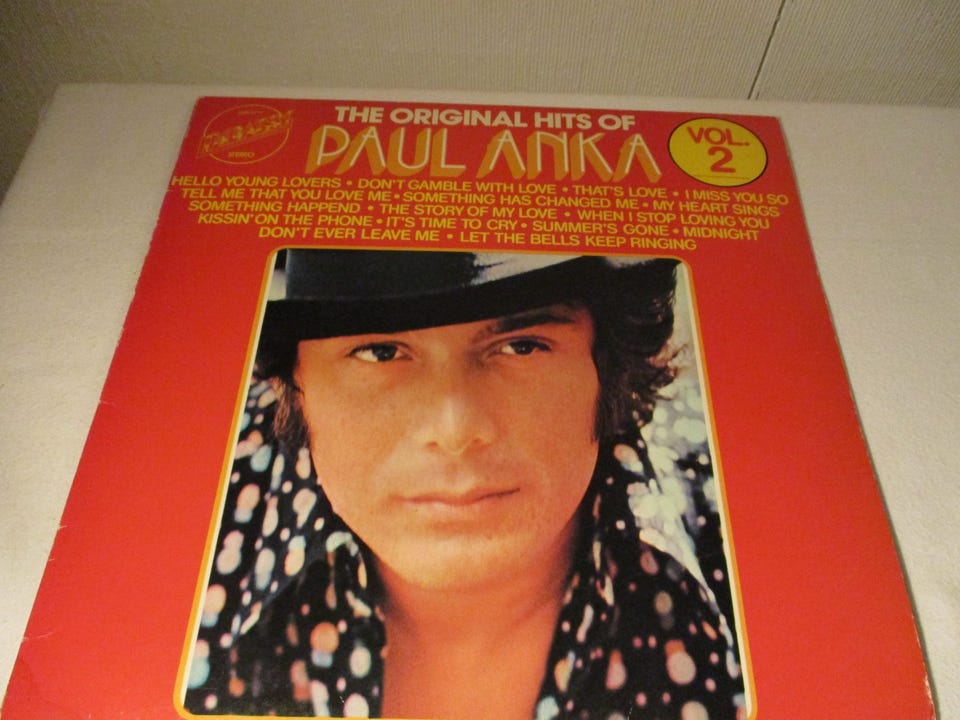 THE ORIGINAL HITS OF
PAUL ANKA
VOL.
2
STEREO
HELLO YOUNG LOVERS • DON'T GAMBLE WITH LOVE • THAT'S LOVE • I MISS YOU SO
TELL ME THAT YOU LOVE ME • SOMETHING HAS CHANGED ME • MY HEART SINGS
SOMETHING HAPPEND • THE STORY OF MY LOVE • WHEN I STOP LOVING YOU
KISSIN' ON THE PHONE • IT'S TIME TO CRY • SUMMER'S GONE • MIDNIGHT
DON'T EVER LEAVE ME • LET THE BELLS KEEP RINGING